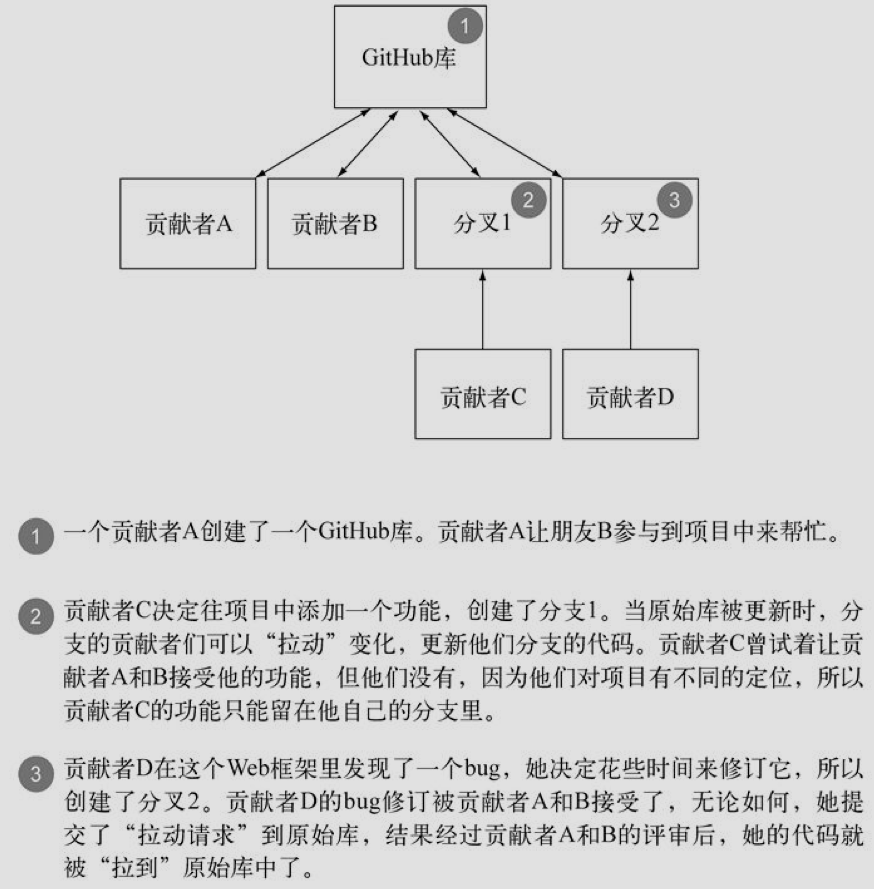 1
GitHub库
贡献者A
贡献者B
2
分叉1
3
分叉2
贡献者C
贡献者D
1 一个贡献者A创建了一个GitHub库。贡献者A让朋友B参与到项目中来帮忙。
2 贡献者C决定往项目中添加一个功能，创建了分支1。当原始库被更新时，分
支的贡献者们可以“拉动”变化，更新他们分支的代码。贡献者C曾试着让贡
献者A和B接受他的功能，但他们没有，因为他们对项目有不同的定位，所以
贡献者C的功能只能留在他自己的分支里。
3 贡献者D在这个Web框架里发现了一个bug，她决定花些时间来修订它，所以
创建了分叉2。贡献者D的bug修订被贡献者A和B接受了，无论如何，她提
交了“拉动请求”到原始库，结果经过贡献者A和B的评审后，她的代码就
被“拉到”原始库中了。